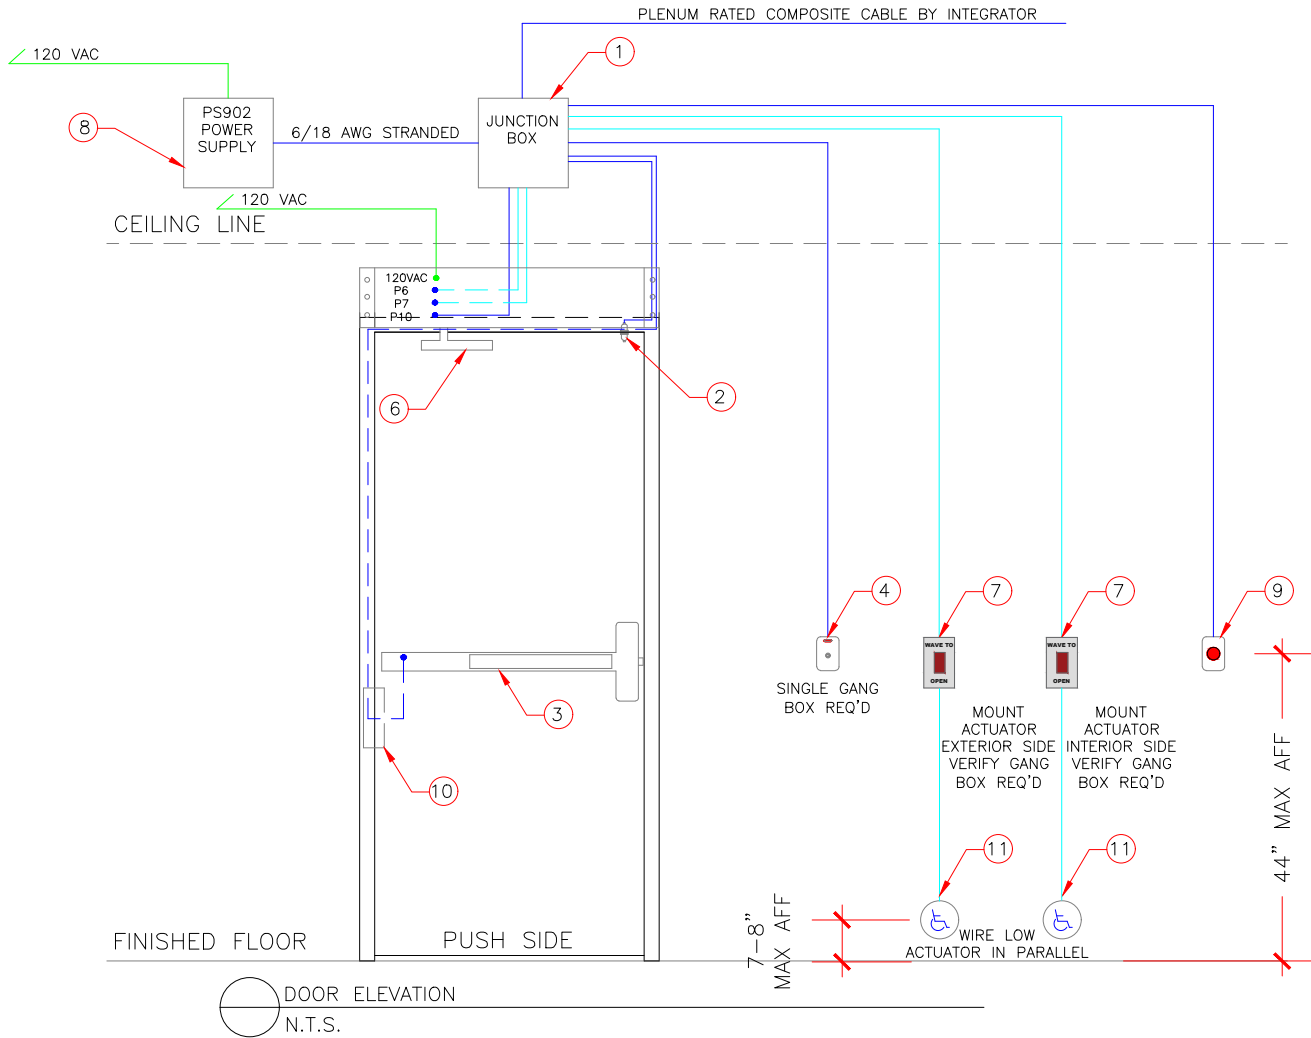 PLENUM RATED COMPOSITE CABLE BY INTEGRATOR
120 VAC
1
PS902
POWER
SUPPLY
8
6/18 AWG STRANDED
JUNCTION
BOX
120 VAC
CEILING LINE
120VAC
P6
P7
P10
6
2
4
7
7
9
WAVE TO
OPEN
WAVE TO
OPEN
SINGLE GANG
BOX REQ'D
3
MOUNT
ACTUATOR
EXTERIOR SIDE
VERIFY GANG
BOX REQ'D
MOUNT
ACTUATOR
INTERIOR SIDE
VERIFY GANG
BOX REQ'D
10
44" MAX AFF
11
11
7-8"
MAX AFF
FINISHED FLOOR
PUSH SIDE
WIRE LOW
ACTUATOR IN PARALLEL
DOOR ELEVATION
N.T.S.